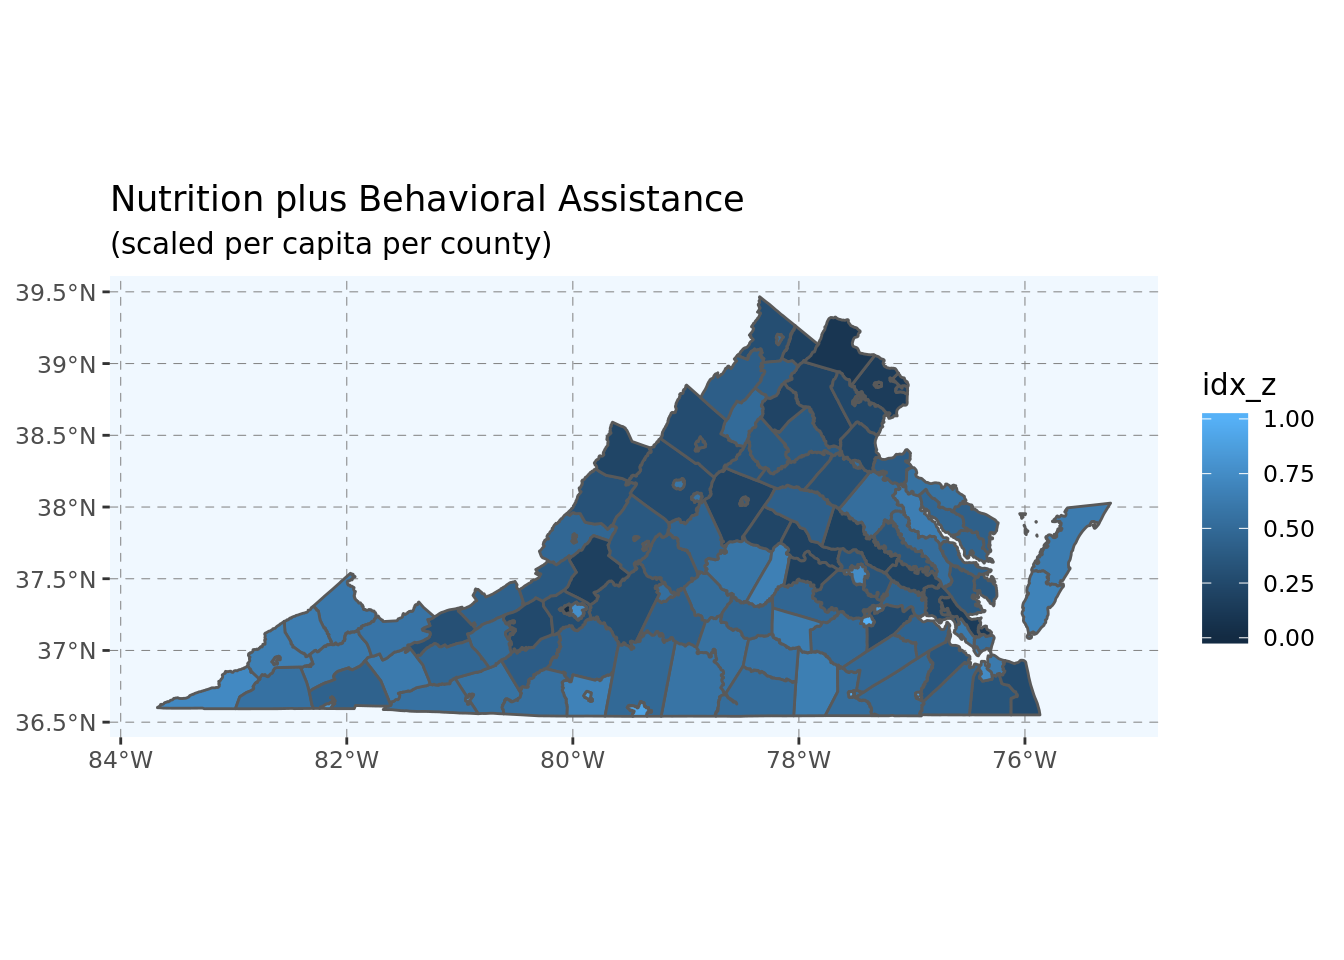 Nutrition plus Behavioral Assistance
(scaled per capita per county)
39.5°N
39°N
38.5°N
38°N
37.5°N
37°N
36.5°N
84°W 82°W 80°W 78°W 76°W
idx_z
1.00
0.75
0.50
0.25
0.00